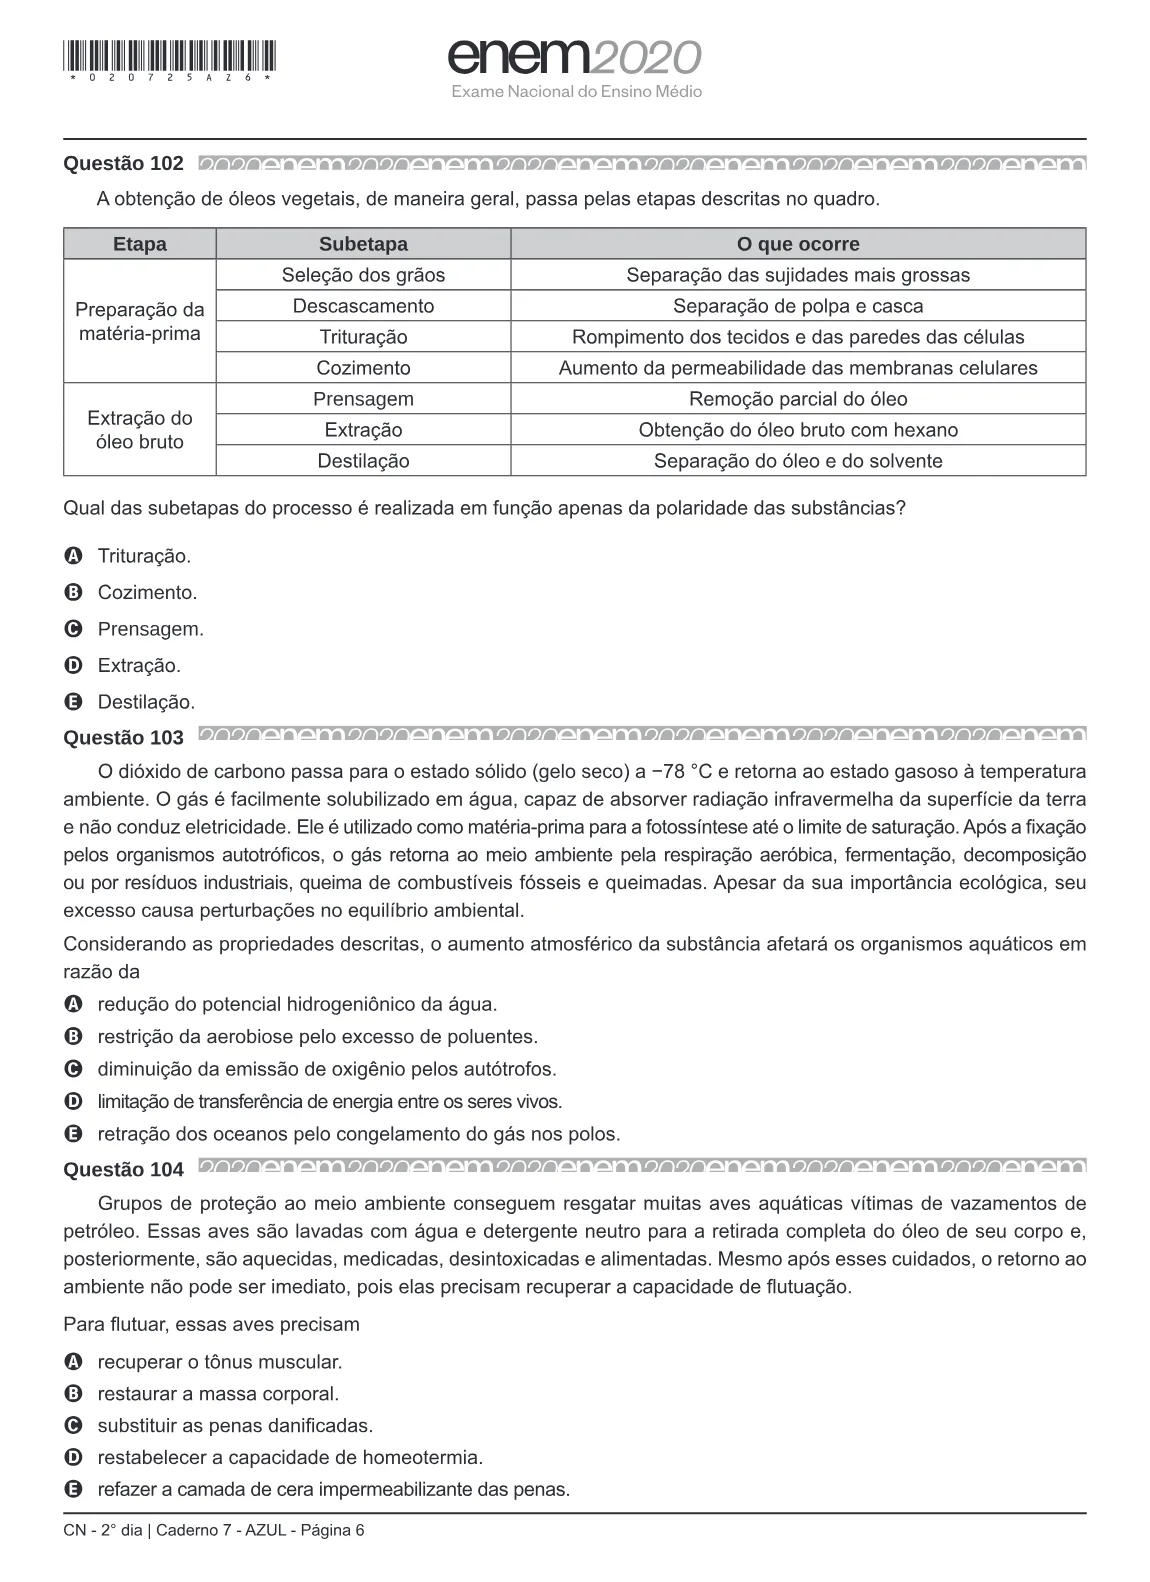 *020725AZ6*
enem2020
Exame Nacional do Ensino Médio
Questão 102 2020enem2020enem2020enem2020enem2020enem2020enem
A obtenção de óleos vegetais, de maneira geral, passa pelas etapas descritas no quadro.
Etapa Subetapa O que ocorre
Preparação da matéria-prima
Seleção dos grãos Separação das sujidades mais grossas
Descascamento Separação de polpa e casca
Trituração Rompimento dos tecidos e das paredes das células
Cozimento Aumento da permeabilidade das membranas celulares
Extração do óleo bruto
Prensagem Remoção parcial do óleo
Extração Obtenção do óleo bruto com hexano
Destilação Separação do óleo e do solvente
Qual das subetapas do processo é realizada em função apenas da polaridade das substâncias?
A Trituração.
B Cozimento.
C Prensagem.
D Extração.
E Destilação.
Questão 103 2020enem2020enem2020enem2020enem2020enem2020enem
O dióxido de carbono passa para o estado sólido (gelo seco) a −78 °C e retorna ao estado gasoso à temperatura
ambiente. O gás é facilmente solubilizado em água, capaz de absorver radiação infravermelha da superfície da terra
e não conduz eletricidade. Ele é utilizado como matéria-prima para a fotossíntese até o limite de saturação. Após a fixação
pelos organismos autotróficos, o gás retorna ao meio ambiente pela respiração aeróbica, fermentação, decomposição
ou por resíduos industriais, queima de combustíveis fósseis e queimadas. Apesar da sua importância ecológica, seu
excesso causa perturbações no equilíbrio ambiental.
Considerando as propriedades descritas, o aumento atmosférico da substância afetará os organismos aquáticos em
razão da
A redução do potencial hidrogeniônico da água.
B restrição da aerobiose pelo excesso de poluentes.
C diminuição da emissão de oxigênio pelos autótrofos.
D limitação de transferência de energia entre os seres vivos.
E retração dos oceanos pelo congelamento do gás nos polos.
Questão 104 2020enem2020enem2020enem2020enem2020enem2020enem
Grupos de proteção ao meio ambiente conseguem resgatar muitas aves aquáticas vítimas de vazamentos de
petróleo. Essas aves são lavadas com água e detergente neutro para a retirada completa do óleo de seu corpo e,
posteriormente, são aquecidas, medicadas, desintoxicadas e alimentadas. Mesmo após esses cuidados, o retorno ao
ambiente não pode ser imediato, pois elas precisam recuperar a capacidade de flutuação.
Para flutuar, essas aves precisam
A recuperar o tônus muscular.
B restaurar a massa corporal.
C substituir as penas danificadas.
D restabelecer a capacidade de homeotermia.
E refazer a camada de cera impermeabilizante das penas.
CN - 2° dia | Caderno 7 - AZUL - Página 6